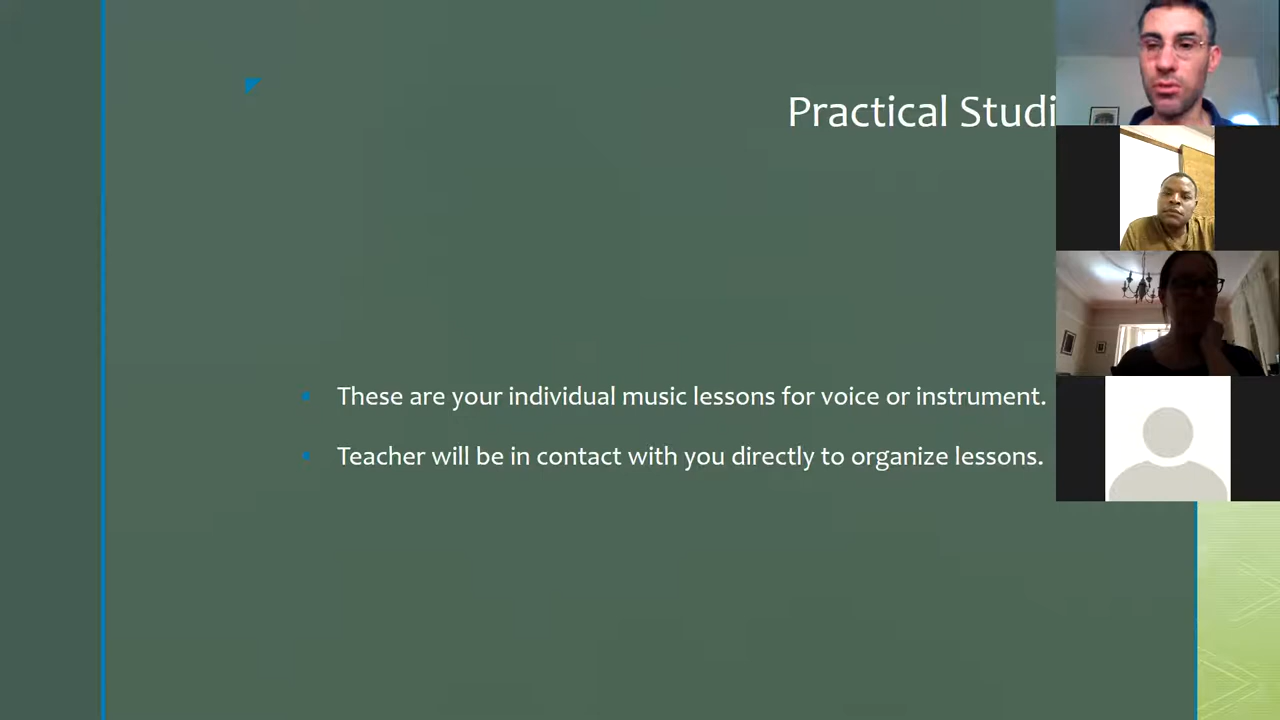 Practical Studi
These are your individual music lessons for voice or instrument.
Teacher will be in contact with you directly to organize lessons.